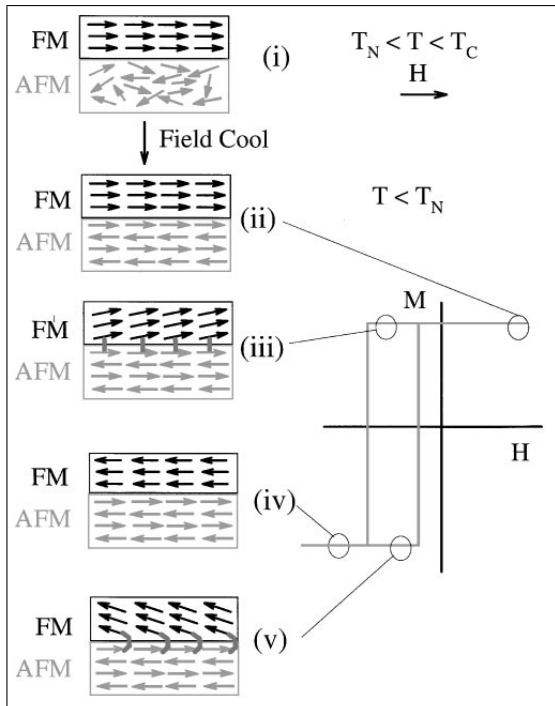 FM
AFM
(i)
T_N < T < T_C
H
Field Cool
FM
AFM
(ii)
T < T_N
M
FM
AFM
(iii)
H
FM
AFM
(iv)
FM
AFM
(v)